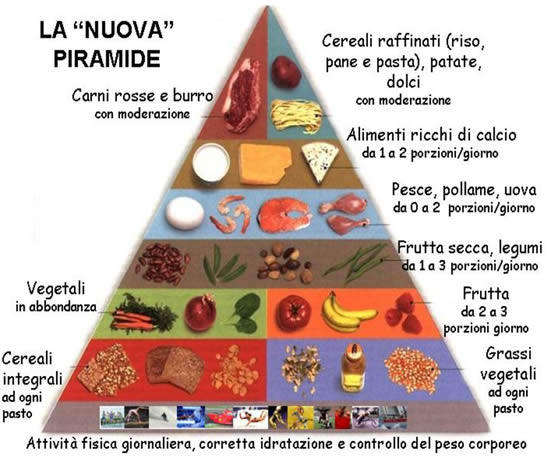 LA “NUOVA”
PIRAMIDE
Carni rosse e burro
con moderazione
Cereali raffinati (riso,
pane e pasta), patate,
dolci
con moderazione
Alimenti ricchi di calcio
da 1 a 2 porzioni/giorno
Pesce, pollame, uova
da 0 a 2 porzioni/giorno
Frutta secca, legumi
da 1 a 3 porzioni/giorno
Vegetali
in abbondanza
Frutta
da 2 a 3
porzioni giorno
Cereali
integrali
ad ogni
pasto
Grassi
vegetali
ad ogni
pasto
Attività fisica giornaliera, corretta idratazione e controllo del peso corporeo